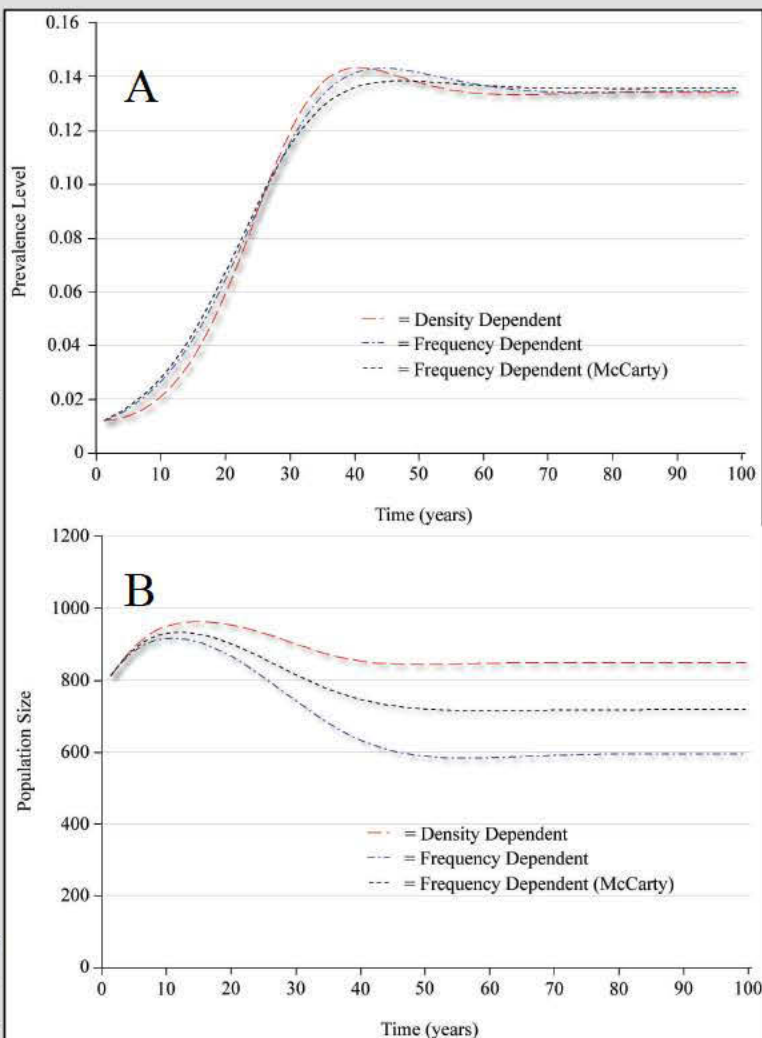 0.16
A
0.14
0.12
0.10
Prevalence Level
0.08
0.06
= Density Dependent
0.04
= Frequency Dependent
= Frequency Dependent (McCarty)
0.02
0
0 10 20 30 40 50 60 70 80 90 100
Time (years)
1200
B
1000
800
Population Size
600
400
= Density Dependent
= Frequency Dependent
200
= Frequency Dependent (McCarty)
0
0 10 20 30 40 50 60 70 80 90 100
Time (years)